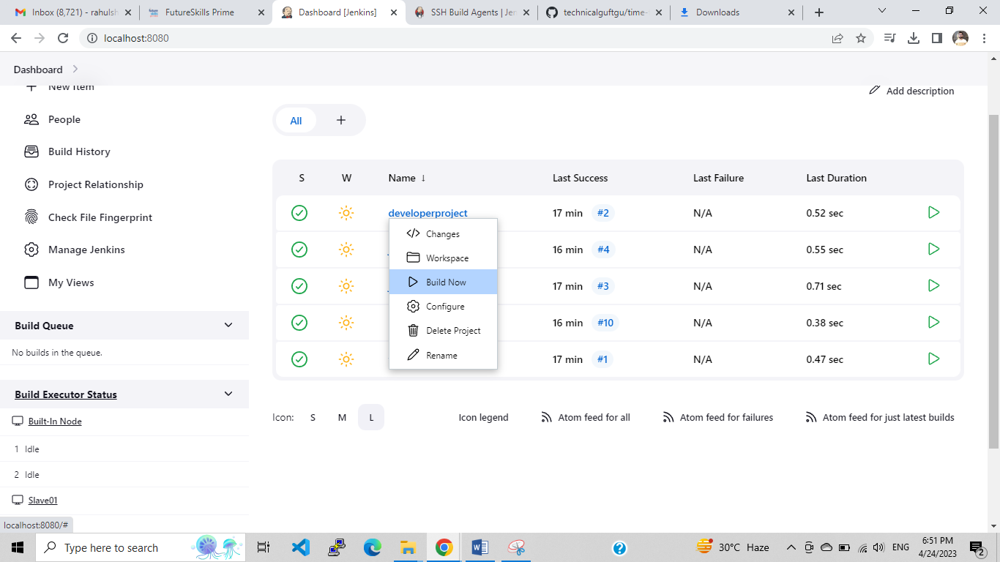 Inbox (8,721) - rahulsh
FutureSkills Prime
Dashboard [Jenkins]
SSH Build Agents | Jen
technicalguftgu/time-
Downloads
localhost:8080
Dashboard
New Item
Add description
People
All
Build History
Project Relationship
S W Name ↓ Last Success Last Failure Last Duration
Check File Fingerprint
developerproject 17 min #2 N/A 0.52 sec
Manage Jenkins
16 min #4 N/A 0.55 sec
My Views
17 min #3 N/A 0.71 sec
16 min #10 N/A 0.38 sec
17 min #1 N/A 0.47 sec
Changes
Workspace
Build Now
Configure
Delete Project
Rename
Build Queue
No builds in the queue.
Build Executor Status
Built-In Node
1 Idle
2 Idle
Slave01
Icon: S M L
Icon legend
Atom feed for all
Atom feed for failures
Atom feed for just latest builds
localhost:8080/#
Type here to search
30°C Haze
ENG
6:51 PM
4/24/2023
2